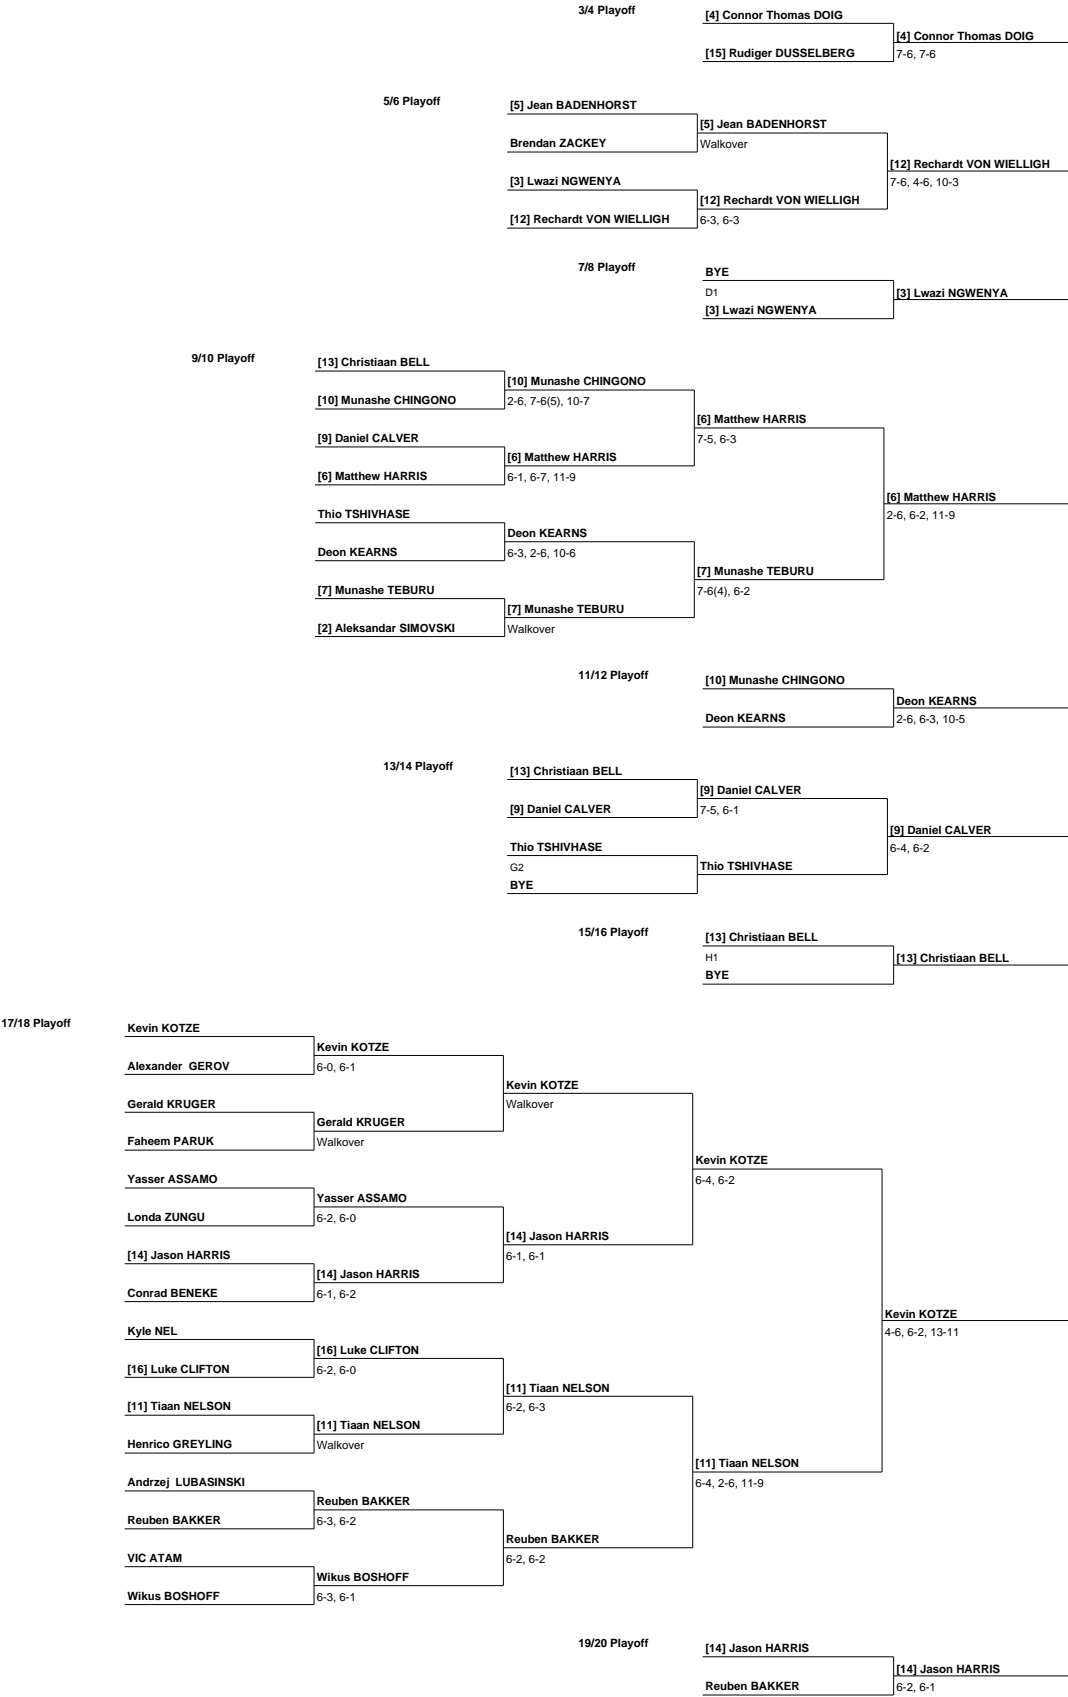 3/4 Playoff
[4] Connor Thomas DOIG
[4] Connor Thomas DOIG
[15] Rudiger DUSSELBERG
7-6, 7-6
5/6 Playoff
[5] Jean BADENHORST
[5] Jean BADENHORST
Brendan ZACKEY
Walkover
[12] Rechardt VON WIELLIGH
[3] Lwazi NGWENYA
7-6, 4-6, 10-3
[12] Rechardt VON WIELLIGH
[12] Rechardt VON WIELLIGH
6-3, 6-3
7/8 Playoff
BYE
D1
[3] Lwazi NGWENYA
[3] Lwazi NGWENYA
9/10 Playoff
[13] Christiaan BELL
[10] Munashe CHINGONO
[10] Munashe CHINGONO
2-6, 7-6(5), 10-7
[6] Matthew HARRIS
[9] Daniel CALVER
7-5, 6-3
[6] Matthew HARRIS
[6] Matthew HARRIS
6-1, 6-7, 11-9
[6] Matthew HARRIS
Thio TSHIVHASE
2-6, 6-2, 11-9
Deon KEARNS
Deon KEARNS
6-3, 2-6, 10-6
[7] Munashe TEBURU
[7] Munashe TEBURU
7-6(4), 6-2
[7] Munashe TEBURU
[2] Aleksandar SIMOVSKI
Walkover
11/12 Playoff
[10] Munashe CHINGONO
Deon KEARNS
Deon KEARNS
2-6, 6-3, 10-5
13/14 Playoff
[13] Christiaan BELL
[9] Daniel CALVER
[9] Daniel CALVER
7-5, 6-1
[9] Daniel CALVER
Thio TSHIVHASE
6-4, 6-2
G2
Thio TSHIVHASE
BYE
15/16 Playoff
[13] Christiaan BELL
H1
[13] Christiaan BELL
BYE
17/18 Playoff
Kevin KOTZE
Kevin KOTZE
Alexander GEROV
6-0, 6-1
Kevin KOTZE
Gerald KRUGER
Walkover
Gerald KRUGER
Faheem PARUK
Walkover
Kevin KOTZE
Yasser ASSAMO
6-4, 6-2
Yasser ASSAMO
Londa ZUNGU
6-2, 6-0
[14] Jason HARRIS
[14] Jason HARRIS
6-1, 6-1
[14] Jason HARRIS
Conrad BENEKE
6-1, 6-2
Kevin KOTZE
Kyle NEL
4-6, 6-2, 13-11
[16] Luke CLIFTON
[16] Luke CLIFTON
6-2, 6-0
[11] Tiaan NELSON
[11] Tiaan NELSON
6-2, 6-3
[11] Tiaan NELSON
Henrico GREYLING
Walkover
[11] Tiaan NELSON
Andrzej LUBASINSKI
6-4, 2-6, 11-9
Reuben BAKKER
Reuben BAKKER
6-3, 6-2
Reuben BAKKER
VIC ATAM
6-2, 6-2
Wikus BOSHOFF
Wikus BOSHOFF
6-3, 6-1
19/20 Playoff
[14] Jason HARRIS
[14] Jason HARRIS
Reuben BAKKER
6-2, 6-1